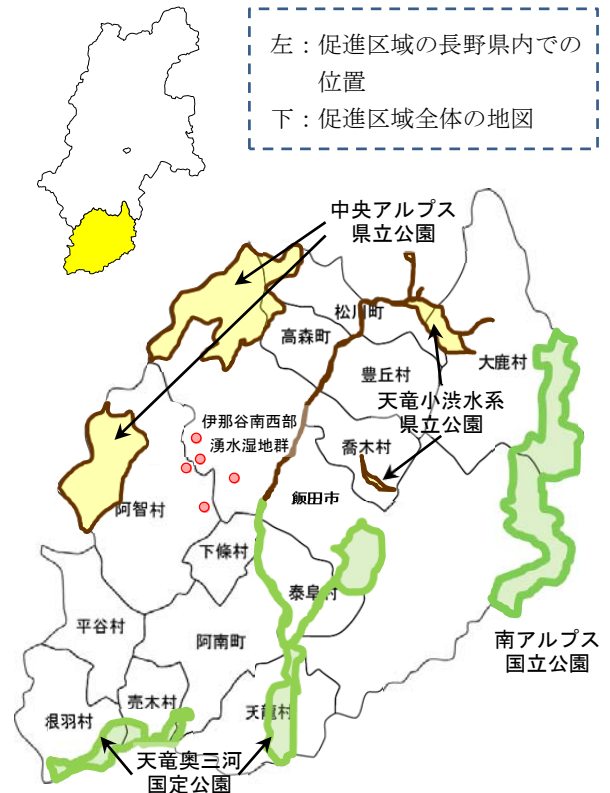 左：促進区域の長野県内での
位置
下：促進区域全体の地図
中央アルプス
県立公園
松川町
高森町
豊丘村
大鹿村
天竜小渋水系
県立公園
伊那谷南西部
湧水湿地群
喬木村
飯田市
阿智村
下條村
泰阜村
平谷村
阿南町
南アルプス
国立公園
売木村
天龍村
根羽村
天竜奥三河
国定公園